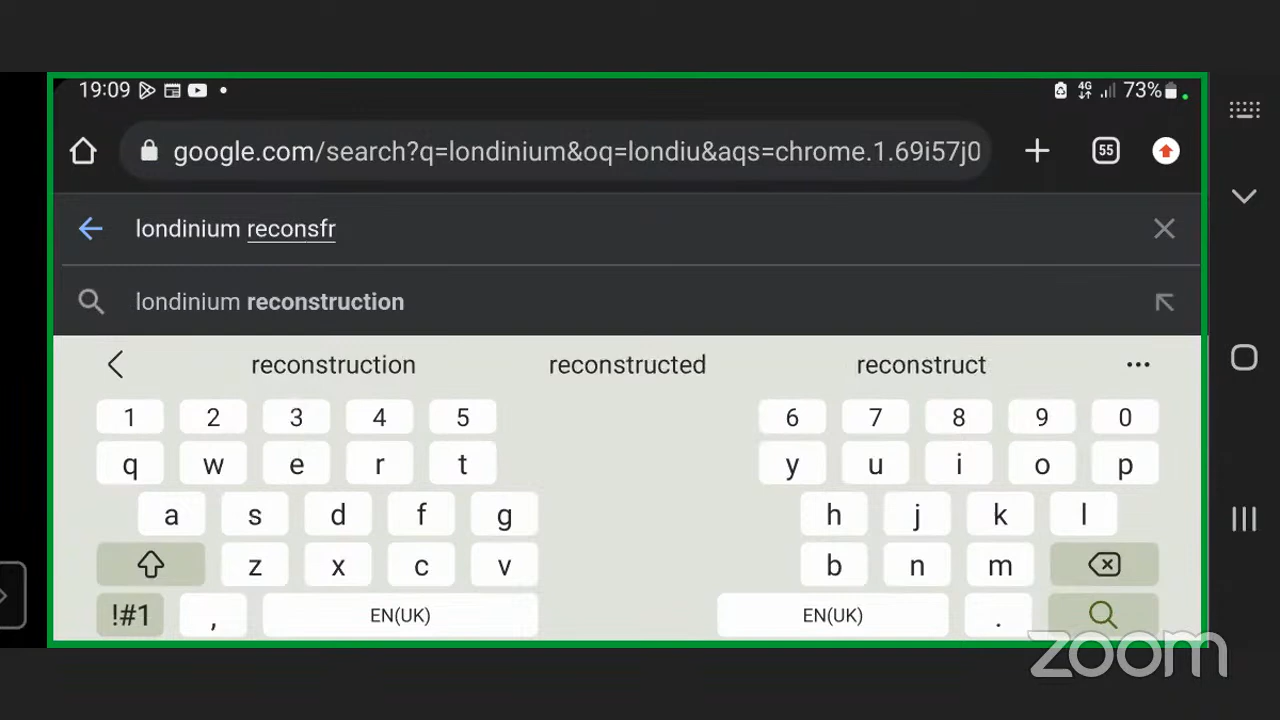 19:09 4G 73%
google.com/search?q=londinium&oq=londiu&aqs=chrome.1.69i57j0
55
londinium reconsfr
londinium reconstruction
reconstruction reconstructed reconstruct ...
1 2 3 4 5 6 7 8 9 0
q w e r t y u i o p
a s d f g h j k l
z x c v b n m
!#1 , EN(UK) EN(UK) .
zoom